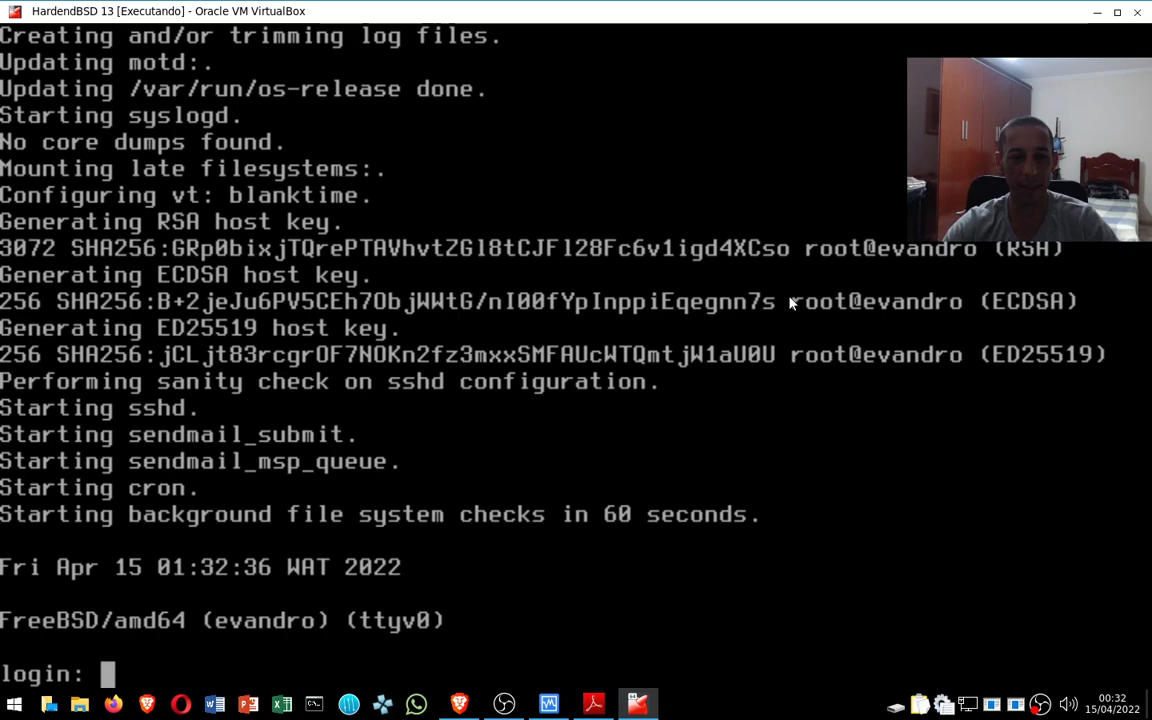 HardendBSD 13 [Executando] - Oracle VM VirtualBox
Creating and/or trimming log files.
Updating motd:.
Updating /var/run/os-release done.
Starting syslogd.
No core dumps found.
Mounting late filesystems:.
Configuring vt: blanktime.
Generating RSA host key.
3072 SHA256:GRp0bixjTQrePTAVhvtZGl8tCJFl28Fc6v1igd4XCso root@evandro (RSA)
Generating ECDSA host key.
256 SHA256:B+2jeJu6PV5CEh7ObjWWtG/nI00fYpInppiEqegnn7s root@evandro (ECDSA)
Generating ED25519 host key.
256 SHA256:jCLjt83rcgrOF7NOKn2fz3mxxSMFAUcWTQmtjW1aU0U root@evandro (ED25519)
Performing sanity check on sshd configuration.
Starting sshd.
Starting sendmail_submit.
Starting sendmail_msp_queue.
Starting cron.
Starting background file system checks in 60 seconds.
Fri Apr 15 01:32:36 WAT 2022
FreeBSD/amd64 (evandro) (ttyv0)
login:
00:32
15/04/2022